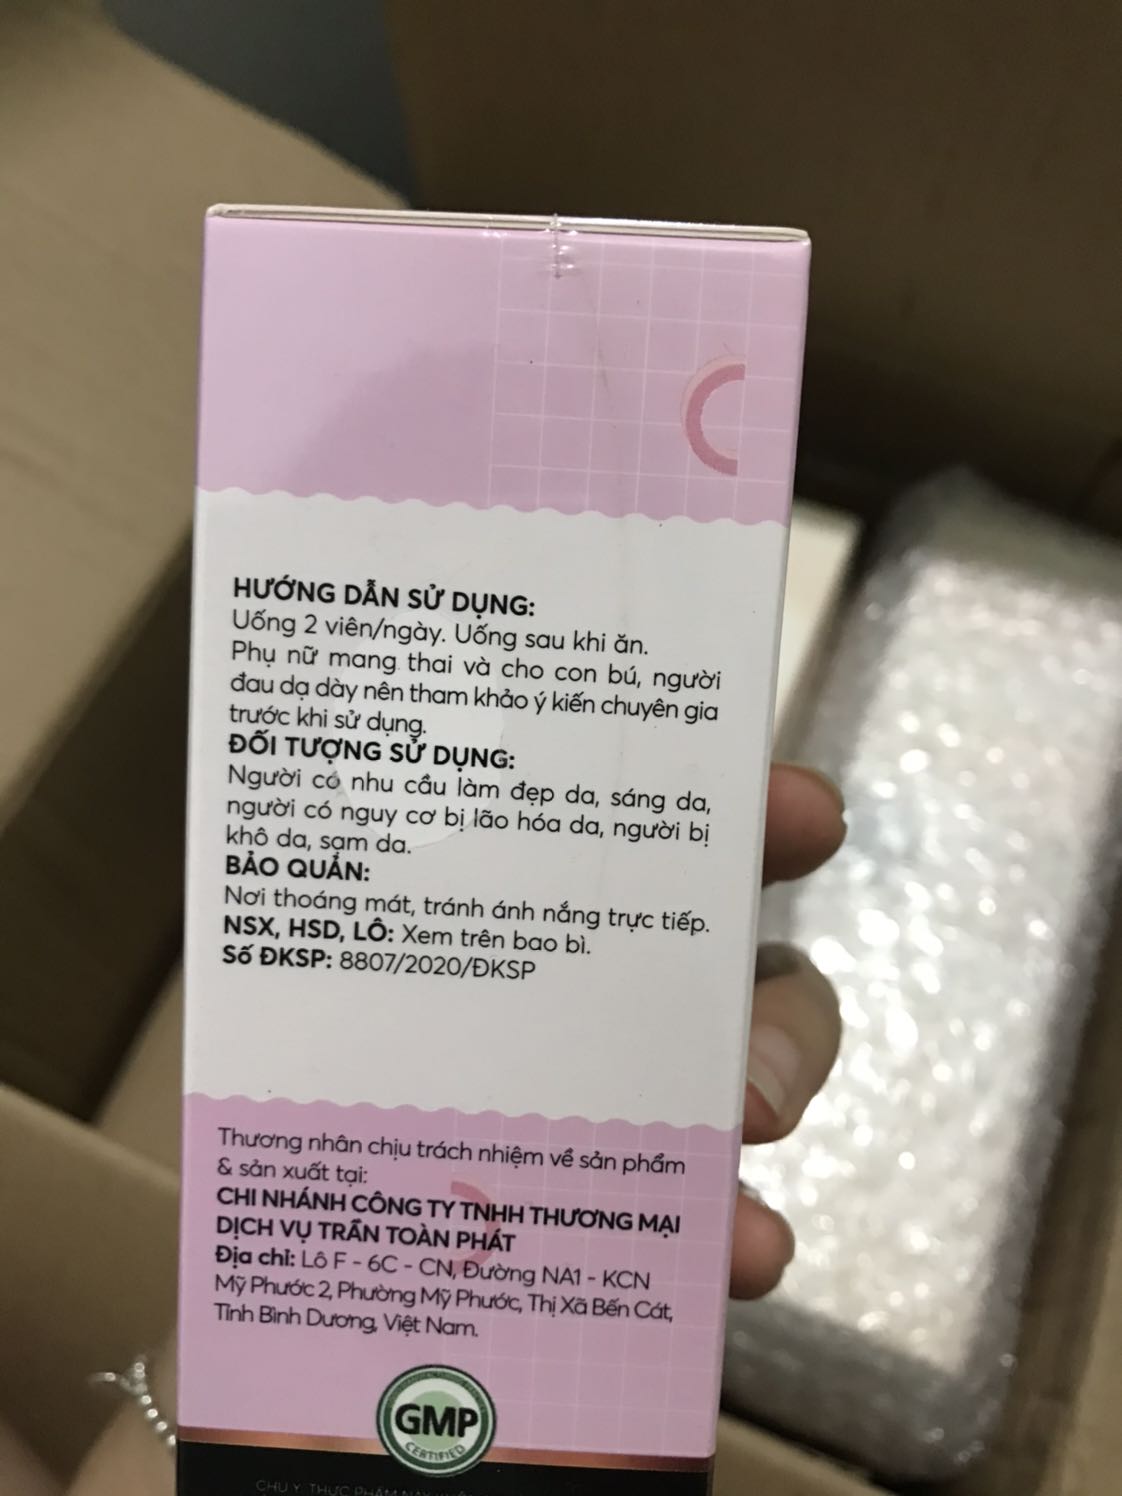 HƯỚNG DẪN SỬ DỤNG:
Uống 2 viên/ngày. Uống sau khi ăn.
Phụ nữ mang thai và cho con bú, người
đau dạ dày nên tham khảo ý kiến chuyên gia
trước khi sử dụng.
ĐỐI TƯỢNG SỬ DỤNG:
Người có nhu cầu làm đẹp da, sáng da,
người có nguy cơ bị lão hóa da, người bị
khô da, sạm da.
BẢO QUẢN:
Nơi thoáng mát, tránh ánh nắng trực tiếp.
NSX, HSD, LÔ: Xem trên bao bì.
Số ĐKSP: 8807/2020/ĐKSP
Thương nhân chịu trách nhiệm về sản phẩm
& sản xuất tại:
CHI NHÁNH CÔNG TY TNHH THƯƠNG MẠI
DỊCH VỤ TRẦN TOÀN PHÁT
Địa chỉ: Lô F - 6C - CN, Đường NA1 - KCN
Mỹ Phước 2, Phường Mỹ Phước, Thị Xã Bến Cát,
Tỉnh Bình Dương, Việt Nam.
GMP
CERTIFIED
CHÚ Ý: THỰC PHẨM NÀY